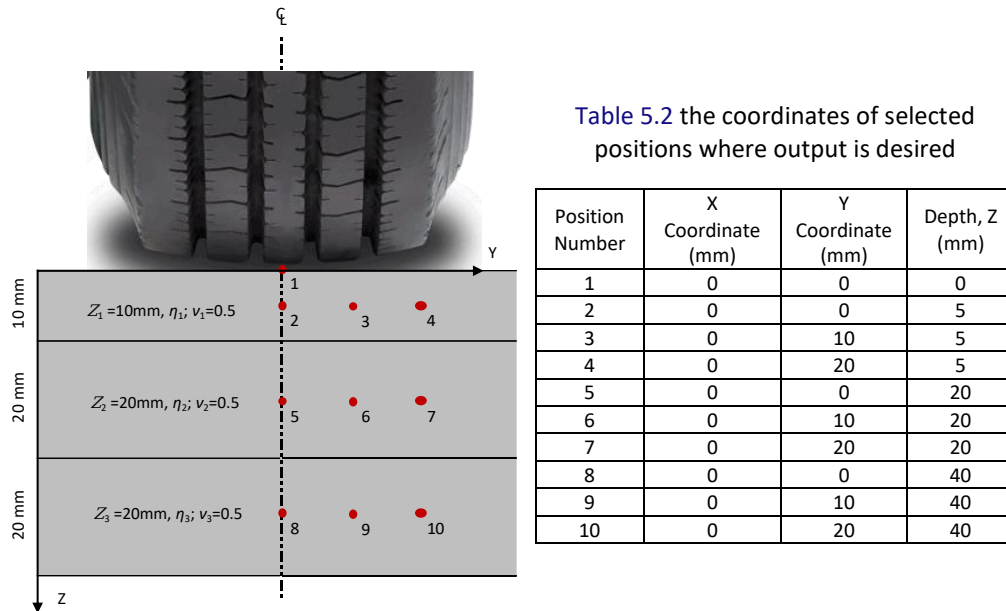 ℄
Y
10 mm
20 mm
20 mm
Z
1
Z₁ =10mm, η₁; ν₁=0.5
2
3
4
Z₂ =20mm, η₂; ν₂=0.5
5
6
7
Z₃ =20mm, η₃; ν₃=0.5
8
9
10
Table 5.2 the coordinates of selected
positions where output is desired
Position Number X Coordinate (mm) Y Coordinate (mm) Depth, Z (mm)
1 0 0 0
2 0 0 5
3 0 10 5
4 0 20 5
5 0 0 20
6 0 10 20
7 0 20 20
8 0 0 40
9 0 10 40
10 0 20 40